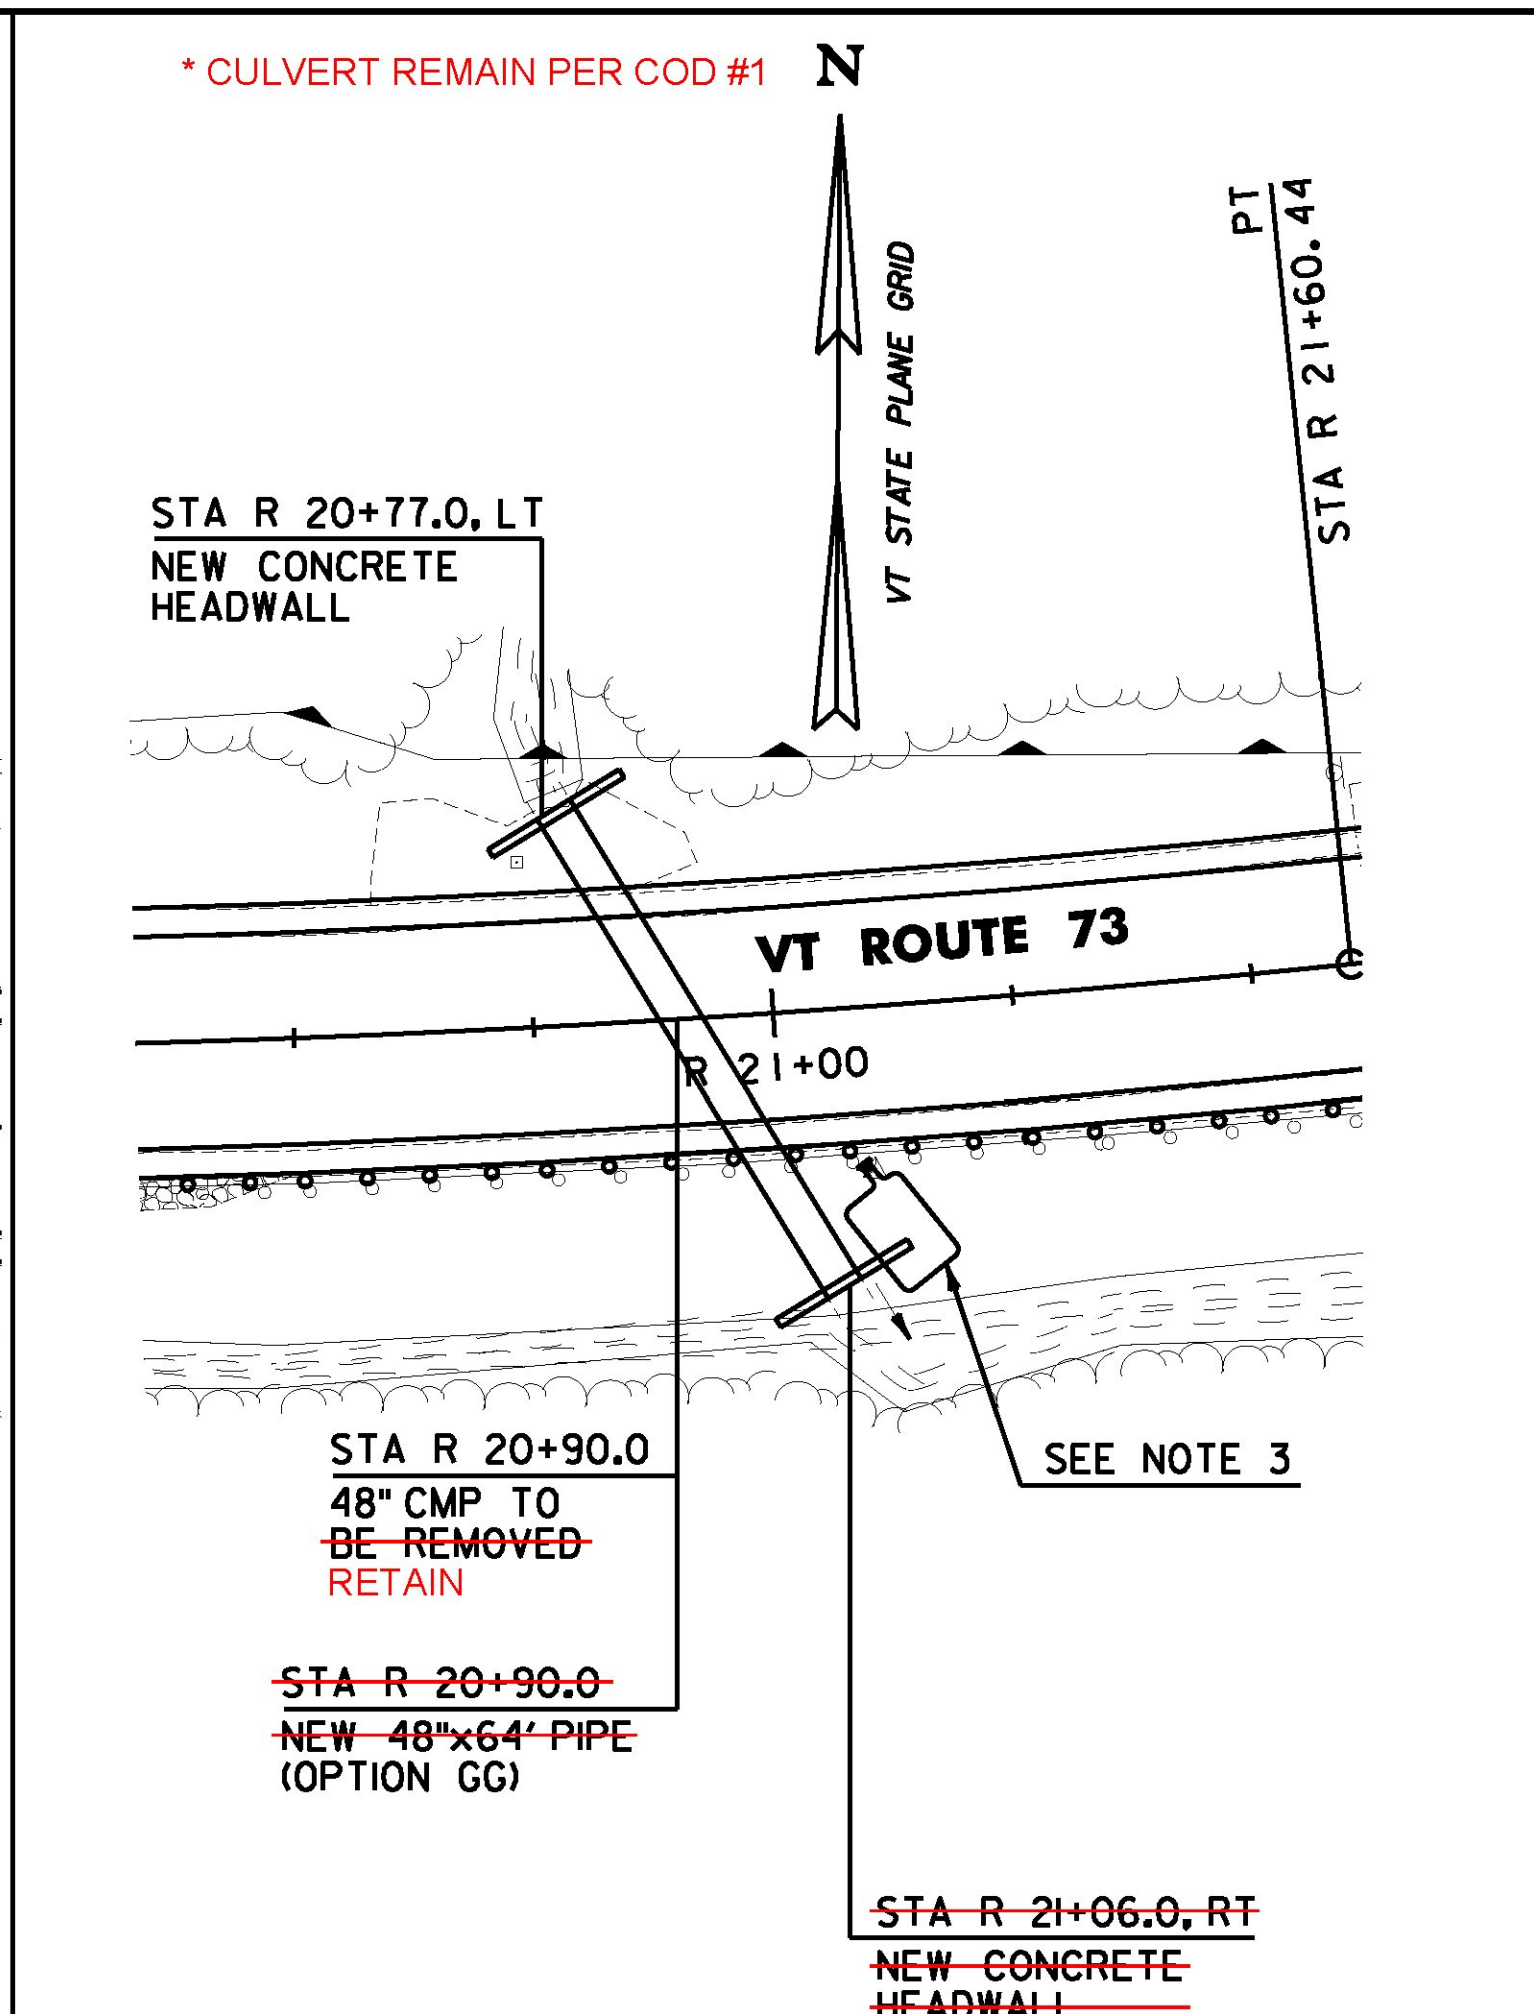 * CULVERT REMAIN PER COD #1
N
VT STATE PLANE GRID
PT
STA R 21+60.44
STA R 20+77.0, LT
NEW CONCRETE
HEADWALL
VT ROUTE 73
R 21+00
STA R 20+90.0
48" CMP TO
BE REMOVED
RETAIN
SEE NOTE 3
STA R 20+90.0
NEW 48"x64' PIPE
(OPTION GG)
STA R 21+06.0, RT
NEW CONCRETE
HEADWALL